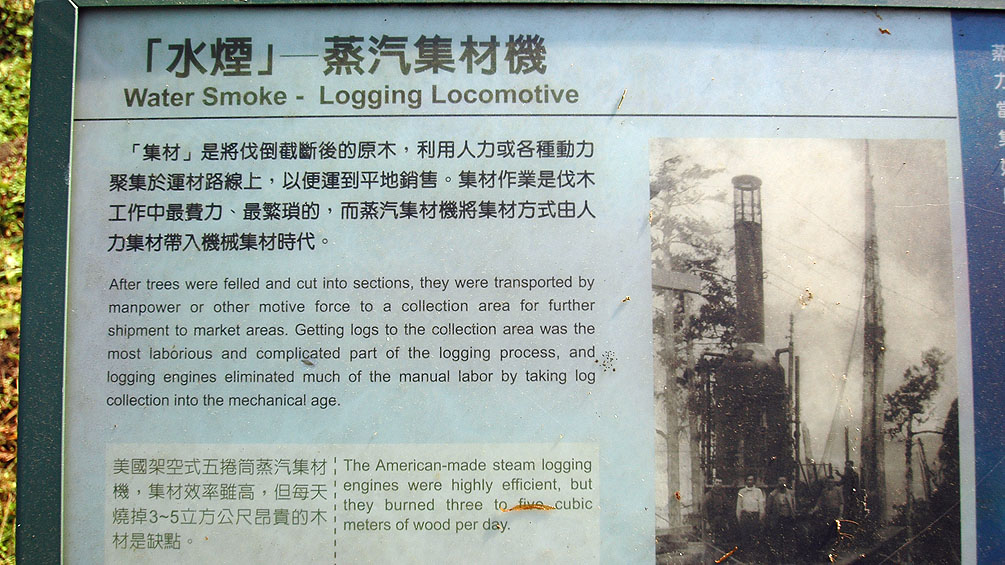 「水煙」─蒸汽集材機
Water Smoke - Logging Locomotive
「集材」是將伐倒截斷後的原木，利用人力或各種動力
聚集於運材路線上，以便運到平地銷售。集材作業是伐木
工作中最費力、最繁瑣的，而蒸汽集材機將集材方式由人
力集材帶入機械集材時代。
After trees were felled and cut into sections, they were transported by
manpower or other motive force to a collection area for further
shipment to market areas. Getting logs to the collection area was the
most laborious and complicated part of the logging process, and
logging engines eliminated much of the manual labor by taking log
collection into the mechanical age.
美國架空式五捲筒蒸汽集材
機，集材效率雖高，但每天
燒掉3~5立方公尺昂貴的木
材是缺點。
The American-made steam logging
engines were highly efficient, but
they burned three to five cubic
meters of wood per day.